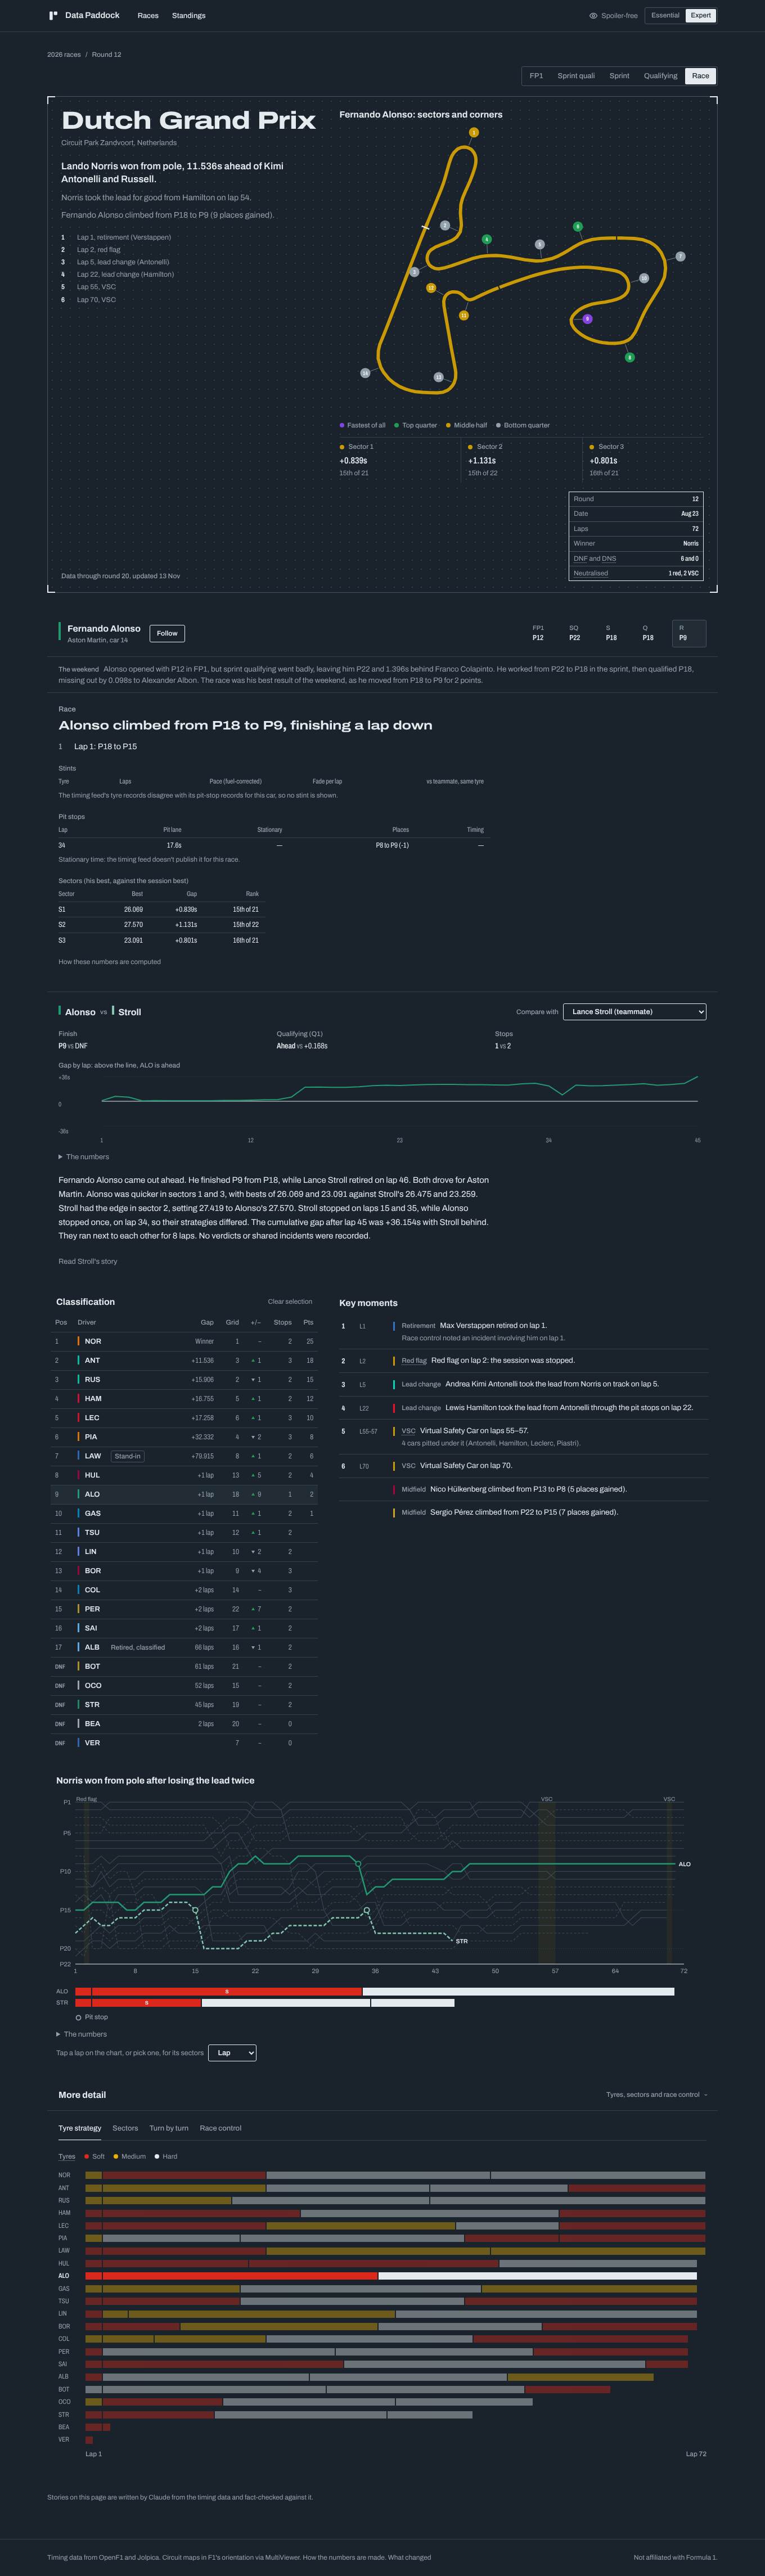 Data Paddock
Races
Standings
Spoiler-free
Essential
Expert
2026 races / Round 12
FP1
Sprint quali
Sprint
Qualifying
Race
Dutch Grand Prix
Circuit Park Zandvoort, Netherlands
Lando Norris won from pole, 11.536s ahead of Kimi
Antonelli and Russell.
Norris took the lead for good from Hamilton on lap 54.
Fernando Alonso climbed from P18 to P9 (9 places gained).
1 Lap 1, retirement (Verstappen)
2 Lap 2, red flag
3 Lap 5, lead change (Antonelli)
4 Lap 22, lead change (Hamilton)
5 Lap 55, VSC
6 Lap 70, VSC
Data through round 20, updated 13 Nov
Fernando Alonso: sectors and corners
Fastest of all
Top quarter
Middle half
Bottom quarter
Sector 1
+0.839s
15th of 21
Sector 2
+1.131s
15th of 22
Sector 3
+0.801s
16th of 21
Round 12
Date Aug 23
Laps 72
Winner Norris
DNF and DNS 6 and 0
Neutralised 1 red, 2 VSC
Fernando Alonso
Aston Martin, car 14
Follow
FP1 SQ S Q R
P12 P22 P18 P18 P9
The weekend Alonso opened with P12 in FP1, but sprint qualifying went badly, leaving him P22 and 1.396s behind Franco Colapinto. He worked from P22 to P18 in the sprint, then qualified P18,
missing out by 0.098s to Alexander Albon. The race was his best result of the weekend, as he moved from P18 to P9 for 2 points.
Race
Alonso climbed from P18 to P9, finishing a lap down
1 Lap 1: P18 to P15
Stints
Tyre Laps Pace (fuel-corrected) Fade per lap vs teammate, same tyre
The timing feed's tyre records disagree with its pit-stop records for this car, so no stint is shown.
Pit stops
Lap Pit lane Stationary Places Timing
34 17.6s — P8 to P9 (-1) —
Stationary time: the timing feed doesn't publish it for this race.
Sectors (his best, against the session best)
Sector Best Gap Rank
S1 26.069 +0.839s 15th of 21
S2 27.570 +1.131s 15th of 22
S3 23.091 +0.801s 16th of 21
How these numbers are computed
Alonso vs Stroll
Compare with Lance Stroll (teammate)
Finish Qualifying (Q1) Stops
P9 vs DNF Ahead vs +0.168s 1 vs 2
Gap by lap: above the line, ALO is ahead
+36s
0
-36s
1 12 23 34 45
▶ The numbers
Fernando Alonso came out ahead. He finished P9 from P18, while Lance Stroll retired on lap 46. Both drove for Aston
Martin. Alonso was quicker in sectors 1 and 3, with bests of 26.069 and 23.091 against Stroll's 26.475 and 23.259.
Stroll had the edge in sector 2, setting 27.419 to Alonso's 27.570. Stroll stopped on laps 15 and 35, while Alonso
stopped once, on lap 34, so their strategies differed. The cumulative gap after lap 45 was +36.154s with Stroll behind.
They ran next to each other for 8 laps. No verdicts or shared incidents were recorded.
Read Stroll's story
Classification
Clear selection
Pos Driver Gap Grid +/− Stops Pts
1 NOR Winner 1 – 2 25
2 ANT +11.536 3 ▲ 1 3 18
3 RUS +15.906 2 ▼ 1 2 15
4 HAM +16.755 5 ▲ 1 2 12
5 LEC +17.258 6 ▲ 1 3 10
6 PIA +32.332 4 ▼ 2 3 8
7 LAW Stand-in +79.915 8 ▲ 1 2 6
8 HUL +1 lap 13 ▲ 5 2 4
9 ALO +1 lap 18 ▲ 9 1 2
10 GAS +1 lap 11 ▲ 1 2 1
11 TSU +1 lap 12 ▲ 1 2
12 LIN +1 lap 10 ▼ 2 2
13 BOR +1 lap 9 ▼ 4 3
14 COL +2 laps 14 – 3
15 PER +2 laps 22 ▲ 7 2
16 SAI +2 laps 17 ▲ 1 2
17 ALB Retired, classified 66 laps 16 ▼ 1 2
DNF BOT 61 laps 21 – 2
DNF OCO 52 laps 15 – 2
DNF STR 45 laps 19 – 2
DNF BEA 2 laps 20 – 0
DNF VER 7 – 0
Key moments
1 L1 Retirement Max Verstappen retired on lap 1.
Race control noted an incident involving him on lap 1.
2 L2 Red flag Red flag on lap 2: the session was stopped.
3 L5 Lead change Andrea Kimi Antonelli took the lead from Norris on track on lap 5.
4 L22 Lead change Lewis Hamilton took the lead from Antonelli through the pit stops on lap 22.
5 L55-57 VSC Virtual Safety Car on laps 55–57.
4 cars pitted under it (Antonelli, Hamilton, Leclerc, Piastri).
6 L70 VSC Virtual Safety Car on lap 70.
Midfield Nico Hülkenberg climbed from P13 to P8 (5 places gained).
Midfield Sergio Pérez climbed from P22 to P15 (7 places gained).
Norris won from pole after losing the lead twice
Red flag VSC VSC
P1
P5
P10
P15
P20
P22
ALO
STR
1 8 15 22 29 36 43 50 57 64 72
ALO S
STR S
Pit stop
▶ The numbers
Tap a lap on the chart, or pick one, for its sectors Lap
More detail
Tyres, sectors and race control
Tyre strategy
Sectors
Turn by turn
Race control
Tyres Soft Medium Hard
NOR
ANT
RUS
HAM
LEC
PIA
LAW
HUL
ALO
GAS
TSU
LIN
BOR
COL
PER
SAI
ALB
BOT
OCO
STR
BEA
VER
Lap 1 Lap 72
Stories on this page are written by Claude from the timing data and fact-checked against it.
Timing data from OpenF1 and Jolpica. Circuit maps in F1's orientation via MultiViewer. How the numbers are made. What changed
Not affiliated with Formula 1.